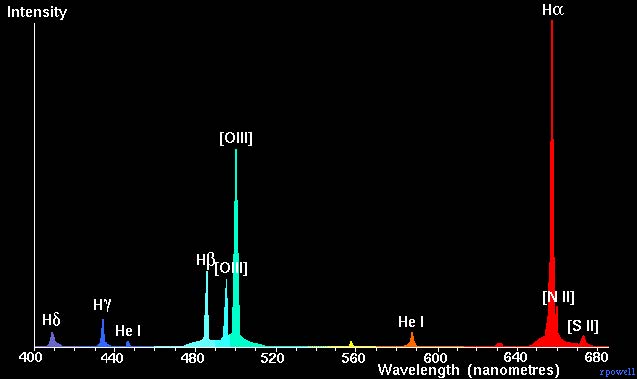 Intensity
Hα
[OIII]
Hβ
[OIII]
[N II]
Hδ
Hγ
He I
He I
[S II]
400 440 480 520 560 600 640 680
Wavelength (nanometres)
rpowell